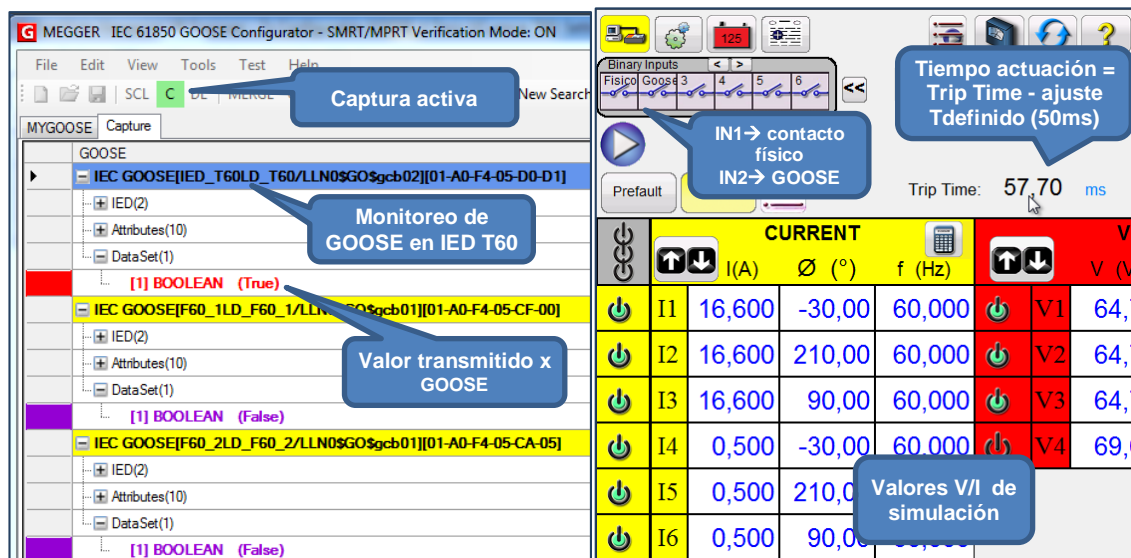 G MEGGER IEC 61850 GOOSE Configurator - SMRT/MPRT Verification Mode: ON
File Edit View Tools Test Help
SCL C DL MERGE New Search
Captura activa
MYGOOSE Capture
GOOSE
IEC GOOSE[IED_T60LD_T60/LLN0$GO$gcb02][01-A0-F4-05-D0-D1]
IED(2)
Attributes(10)
DataSet(1)
[1] BOOLEAN (True)
Monitoreo de
GOOSE en IED T60
IEC GOOSE[F60_1LD_F60_1/LLN0$GO$gcb01][01-A0-F4-05-CF-00]
IED(2)
Attributes(10)
DataSet(1)
[1] BOOLEAN (False)
Valor transmitido x
GOOSE
IEC GOOSE[F60_2LD_F60_2/LLN0$GO$gcb01][01-A0-F4-05-CA-05]
IED(2)
Attributes(10)
DataSet(1)
[1] BOOLEAN (False)
125
?
Binary Inputs < >
Fisico Goose 3 4 5 6
<<
Tiempo actuación =
Trip Time - ajuste
Tdefinido (50ms)
IN1→ contacto
físico
IN2→ GOOSE
Prefault
Trip Time: 57,70 ms
CURRENT V
I(A) Ø (°) f (Hz) V (V
I1 16,600 -30,00 60,000 V1 64,
I2 16,600 210,00 60,000 V2 64,
I3 16,600 90,00 60,000 V3 64,
I4 0,500 -30,00 60,000 V4 69,
I5 0,500 210,0
I6 0,500 90,00
Valores V/I de
simulación